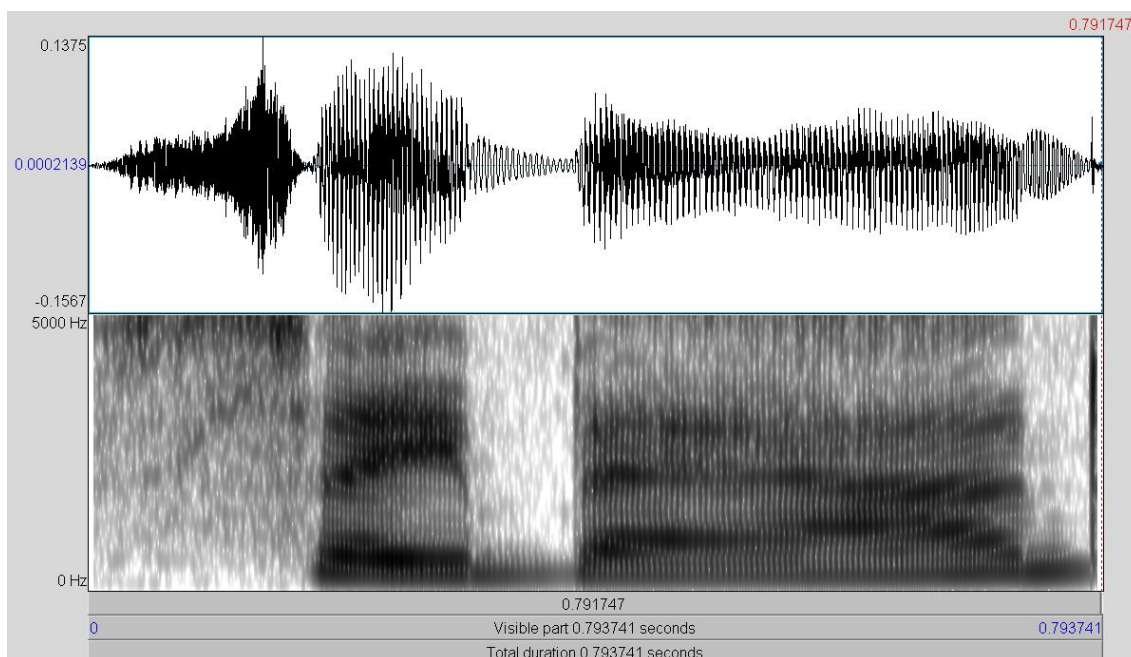 0.791747
0.1375
0.0002139
-0.1567
5000 Hz
0 Hz
0.791747
0 Visible part 0.793741 seconds 0.793741
Total duration 0.793741 seconds